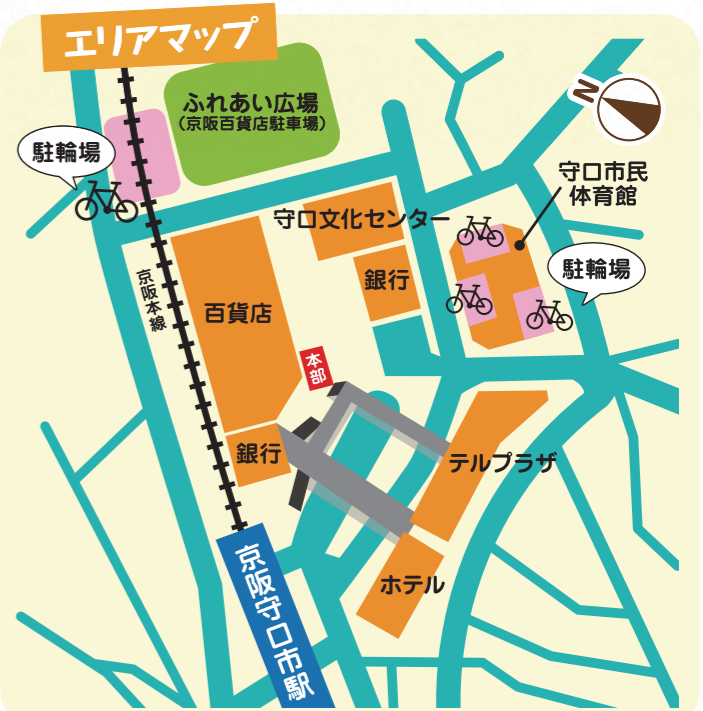 エリアマップ
ふれあい広場
(京阪百貨店駐車場)
駐輪場
N
守口市民
体育館
守口文化センター
銀行
駐輪場
京阪本線
百貨店
本部
銀行
テルプラザ
ホテル
京阪守口市駅